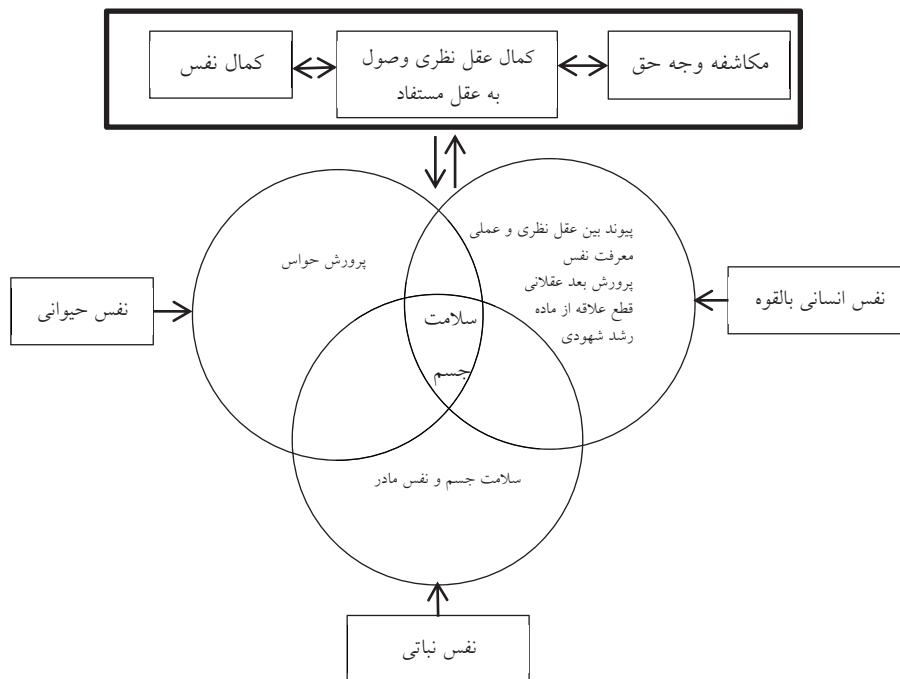 مکاشفه وجه حق
کمال عقل نظری وصول
به عقل مستفاد
کمال نفس
پیوند بین عقل نظری و عملی
معرفت نفس
پرورش بعد عقلانی
قطع علاقه از ماده
رشد شهودی
پرورش حواس
نفس انسانی بالقوه
سلامت
جسم
نفس حیوانی
سلامت جسم و نفس مادر
نفس نباتی